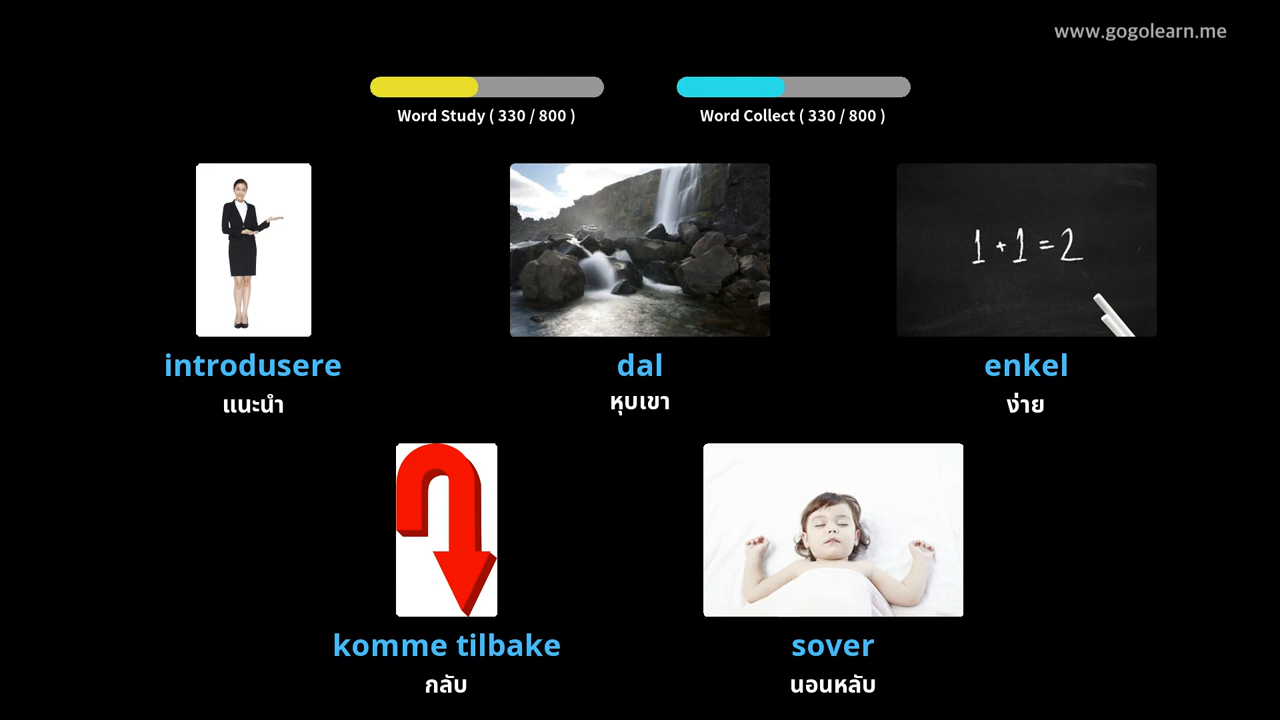 www.gogolearn.me
Word Study ( 330 / 800 )
Word Collect ( 330 / 800 )
1 + 1 = 2
introdusere
แนะนำ
dal
หุบเขา
enkel
ง่าย
komme tilbake
กลับ
sover
นอนหลับ